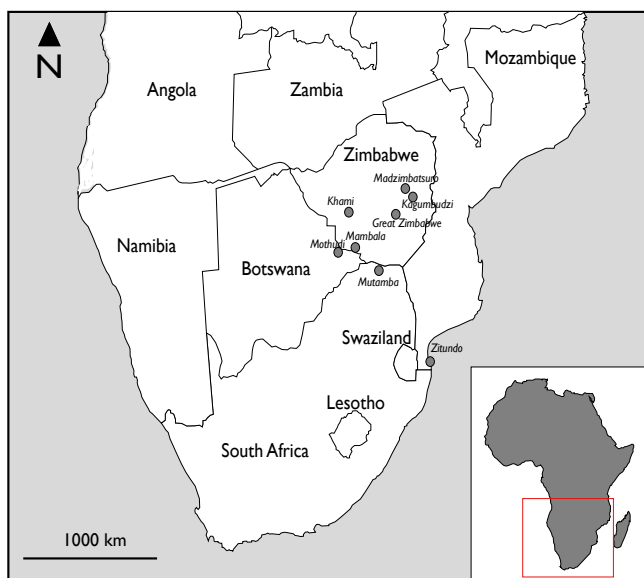 N
Mozambique
Angola
Zambia
Zimbabwe
Madzimbatsuro
Kagumbudzi
Khami
Great Zimbabwe
Namibia
Mothudi
Mambala
Botswana
Mutamba
Swaziland
Zitundo
Lesotho
South Africa
1000 km